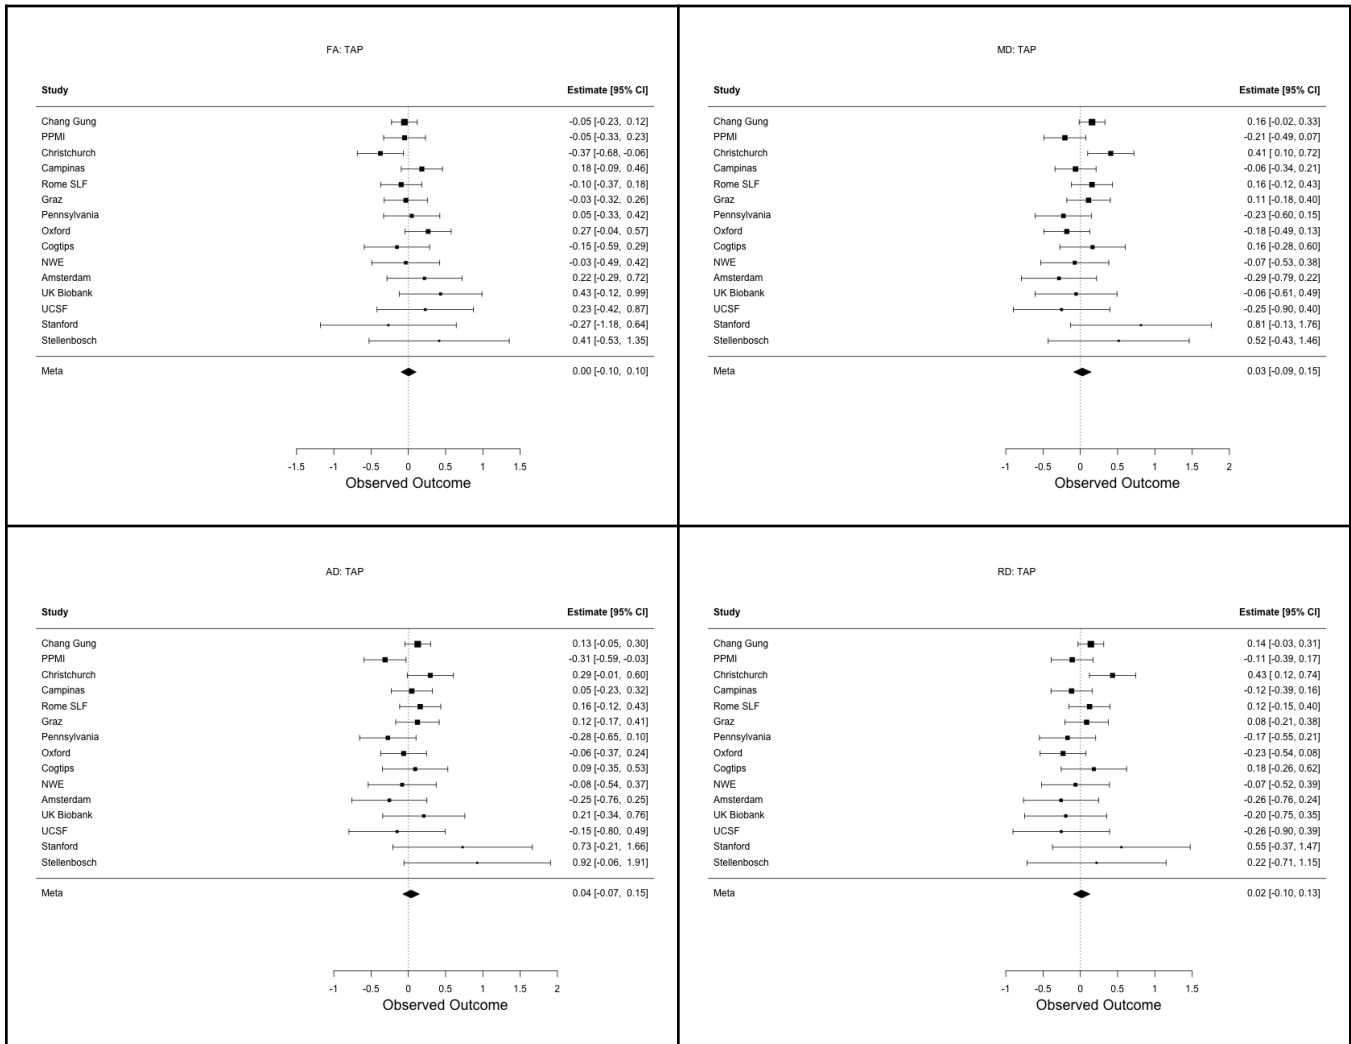 FA: TAP
Study Estimate [95% CI]
Chang Gung -0.05 [-0.23, 0.12]
PPMI -0.05 [-0.33, 0.23]
Christchurch -0.37 [-0.68, -0.06]
Campinas 0.18 [-0.09, 0.46]
Rome SLF -0.10 [-0.37, 0.18]
Graz -0.03 [-0.32, 0.26]
Pennsylvania 0.05 [-0.33, 0.42]
Oxford 0.27 [-0.04, 0.57]
Cogtips -0.15 [-0.59, 0.29]
NWE -0.03 [-0.49, 0.42]
Amsterdam 0.22 [-0.29, 0.72]
UK Biobank 0.43 [-0.12, 0.99]
UCSF 0.23 [-0.42, 0.87]
Stanford -0.27 [-1.18, 0.64]
Stellenbosch 0.41 [-0.53, 1.35]
Meta 0.00 [-0.10, 0.10]
-1.5 -1 -0.5 0 0.5 1 1.5
Observed Outcome
MD: TAP
Study Estimate [95% CI]
Chang Gung 0.16 [-0.02, 0.33]
PPMI -0.21 [-0.49, 0.07]
Christchurch 0.41 [ 0.10, 0.72]
Campinas -0.06 [-0.34, 0.21]
Rome SLF 0.16 [-0.12, 0.43]
Graz 0.11 [-0.18, 0.40]
Pennsylvania -0.23 [-0.60, 0.15]
Oxford -0.18 [-0.49, 0.13]
Cogtips 0.16 [-0.28, 0.60]
NWE -0.07 [-0.53, 0.38]
Amsterdam -0.29 [-0.79, 0.22]
UK Biobank -0.06 [-0.61, 0.49]
UCSF -0.25 [-0.90, 0.40]
Stanford 0.81 [-0.13, 1.76]
Stellenbosch 0.52 [-0.43, 1.46]
Meta 0.03 [-0.09, 0.15]
-1 -0.5 0 0.5 1 1.5 2
Observed Outcome
AD: TAP
Study Estimate [95% CI]
Chang Gung 0.13 [-0.05, 0.30]
PPMI -0.31 [-0.59, -0.03]
Christchurch 0.29 [-0.01, 0.60]
Campinas 0.05 [-0.23, 0.32]
Rome SLF 0.16 [-0.12, 0.43]
Graz 0.12 [-0.17, 0.41]
Pennsylvania -0.28 [-0.65, 0.10]
Oxford -0.06 [-0.37, 0.24]
Cogtips 0.09 [-0.35, 0.53]
NWE -0.08 [-0.54, 0.37]
Amsterdam -0.25 [-0.76, 0.25]
UK Biobank 0.21 [-0.34, 0.76]
UCSF -0.15 [-0.80, 0.49]
Stanford 0.73 [-0.21, 1.66]
Stellenbosch 0.92 [-0.06, 1.91]
Meta 0.04 [-0.07, 0.15]
-1 -0.5 0 0.5 1 1.5 2
Observed Outcome
RD: TAP
Study Estimate [95% CI]
Chang Gung 0.14 [-0.03, 0.31]
PPMI -0.11 [-0.39, 0.17]
Christchurch 0.43 [ 0.12, 0.74]
Campinas -0.12 [-0.39, 0.16]
Rome SLF 0.12 [-0.15, 0.40]
Graz 0.08 [-0.21, 0.38]
Pennsylvania -0.17 [-0.55, 0.21]
Oxford -0.23 [-0.54, 0.08]
Cogtips 0.18 [-0.26, 0.62]
NWE -0.07 [-0.52, 0.39]
Amsterdam -0.26 [-0.76, 0.24]
UK Biobank -0.20 [-0.75, 0.35]
UCSF -0.26 [-0.90, 0.39]
Stanford 0.55 [-0.37, 1.47]
Stellenbosch 0.22 [-0.71, 1.15]
Meta 0.02 [-0.10, 0.13]
-1 -0.5 0 0.5 1 1.5
Observed Outcome